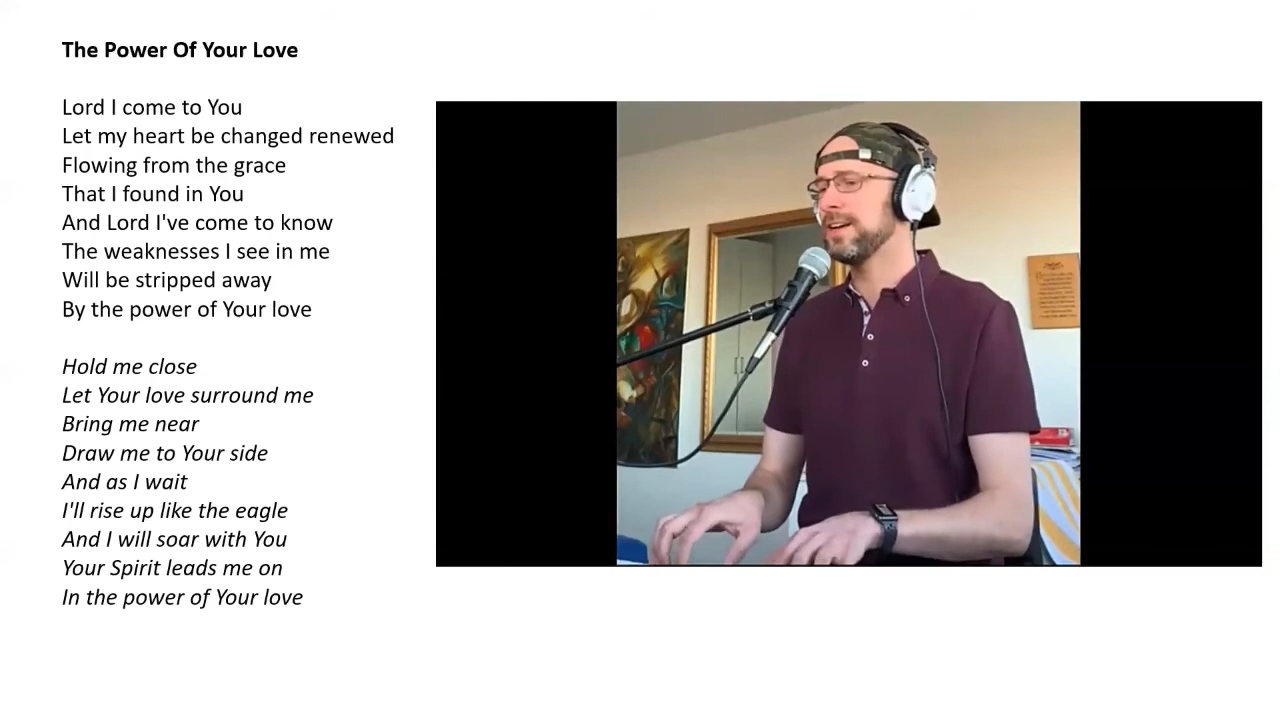 The Power Of Your Love
Lord I come to You
Let my heart be changed renewed
Flowing from the grace
That I found in You
And Lord I've come to know
The weaknesses I see in me
Will be stripped away
By the power of Your love
Hold me close
Let Your love surround me
Bring me near
Draw me to Your side
And as I wait
I'll rise up like the eagle
And I will soar with You
Your Spirit leads me on
In the power of Your love